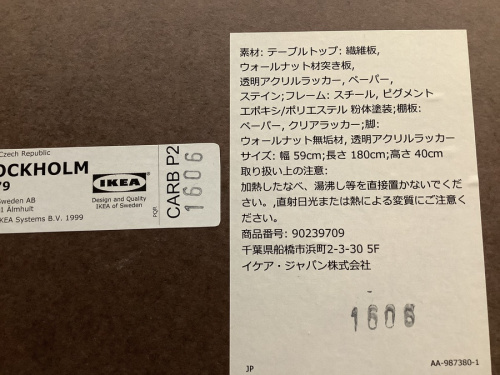 Czech Republic
OCKHOLM
79
Sweden AB
1 Älmhult
IKEA Systems B.V. 1999
IKEA
Design and Quality
IKEA of Sweden
PQR
CARB P2
1606
素材: テーブルトップ: 繊維板,
ウォールナット材突き板,
透明アクリルラッカー, ペーパー,
ステイン;フレーム: スチール, ピグメント
エポキシ/ポリエステル 粉体塗装;棚板:
ペーパー, クリアラッカー;脚:
ウォールナット無垢材, 透明アクリルラッカー
サイズ: 幅 59cm;長さ 180cm;高さ 40cm
取り扱い上の注意:
加熱したなべ、湯沸し等を直接置かないでくだ
さい。,直射日光または熱による変質にご注意く
ださい。
商品番号: 90239709
千葉県船橋市浜町2-3-30 5F
イケア・ジャパン株式会社
1606
JP
AA-987380-1